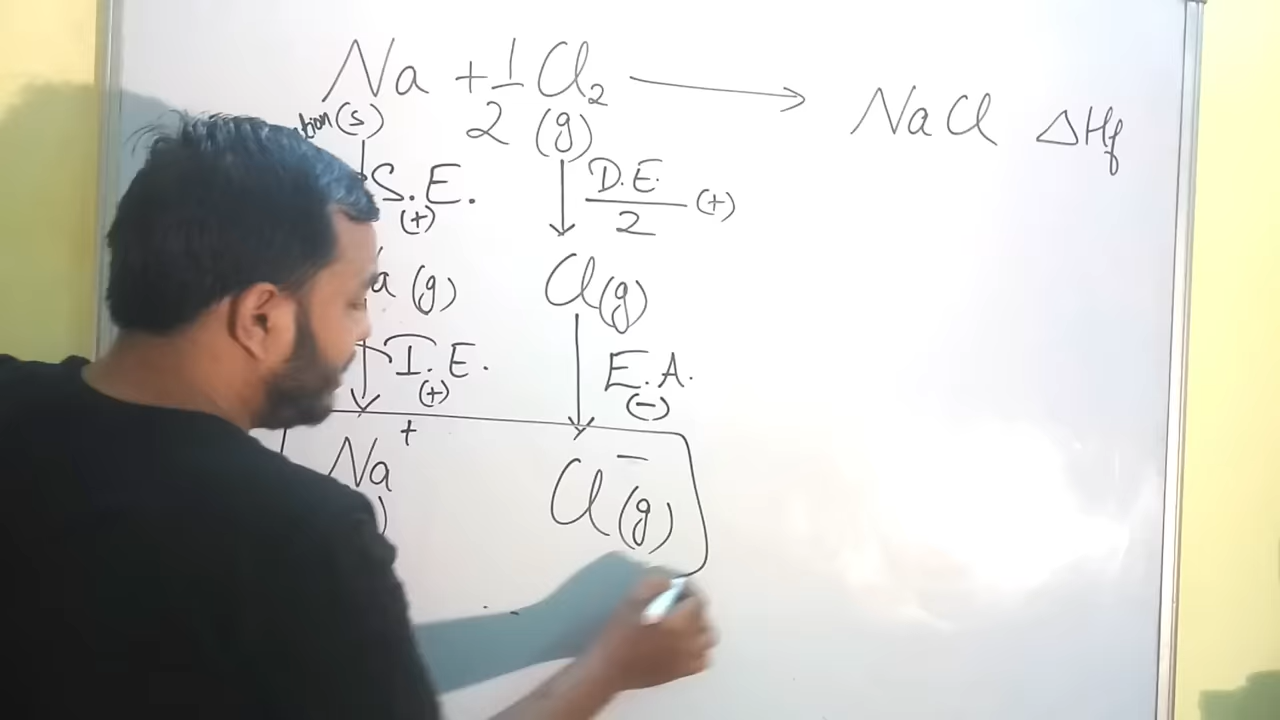 Na + 1/2 Cl₂ ⟶ NaCl ΔHf
(s) (g)
S.E. (+) D.E./2 (+)
(g) Cl(g)
I.E. (+) E.A. (-)
Na⁺ Cl⁻(g)